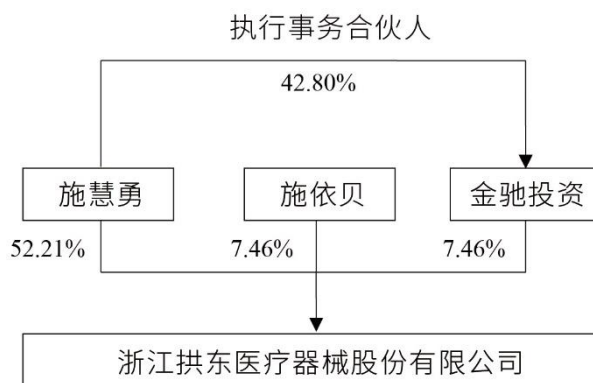 执行事务合伙人
42.80%
施慧勇
施依贝
金驰投资
52.21%
7.46%
7.46%
浙江拱东医疗器械股份有限公司